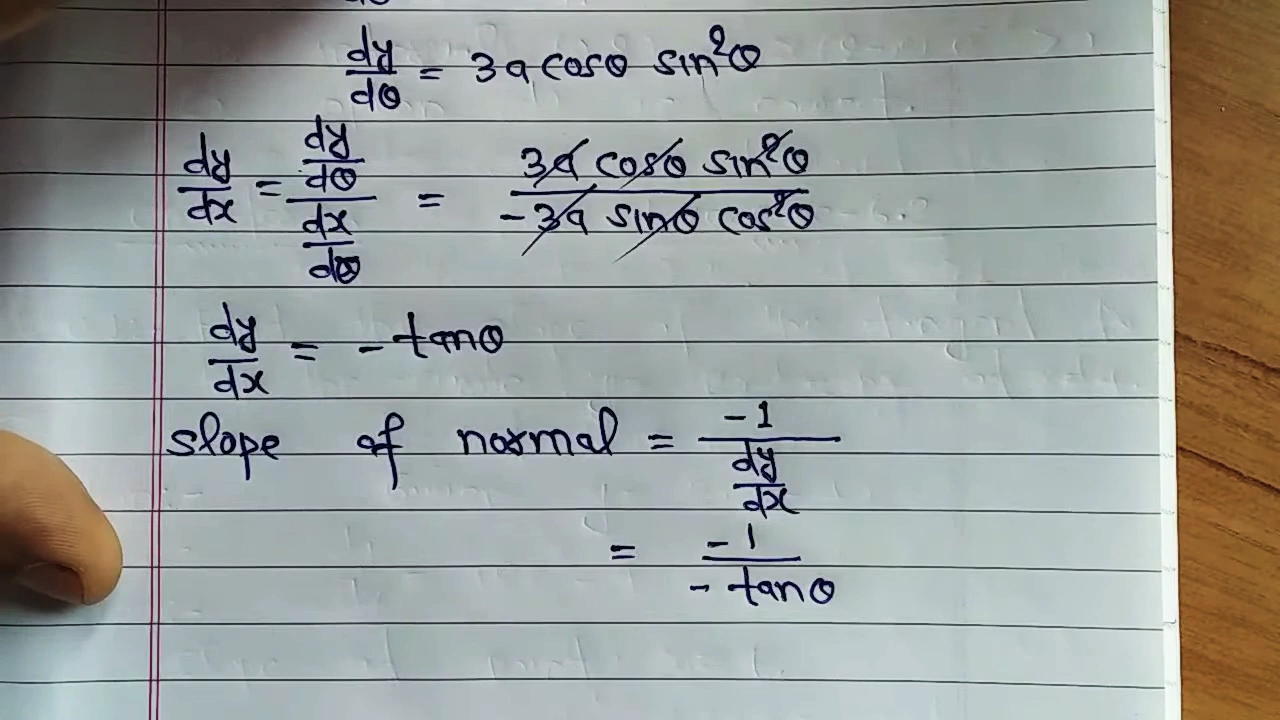 dθ
dy/dθ = 3a cosθ sin²θ
dy/dx = (dy/dθ)/(dx/dθ) = (3a cosθ sin²θ)/(-3a sinθ cos²θ)
dy/dx = - tanθ
slope of normal = -1/(dy/dx)
= -1/(- tanθ)